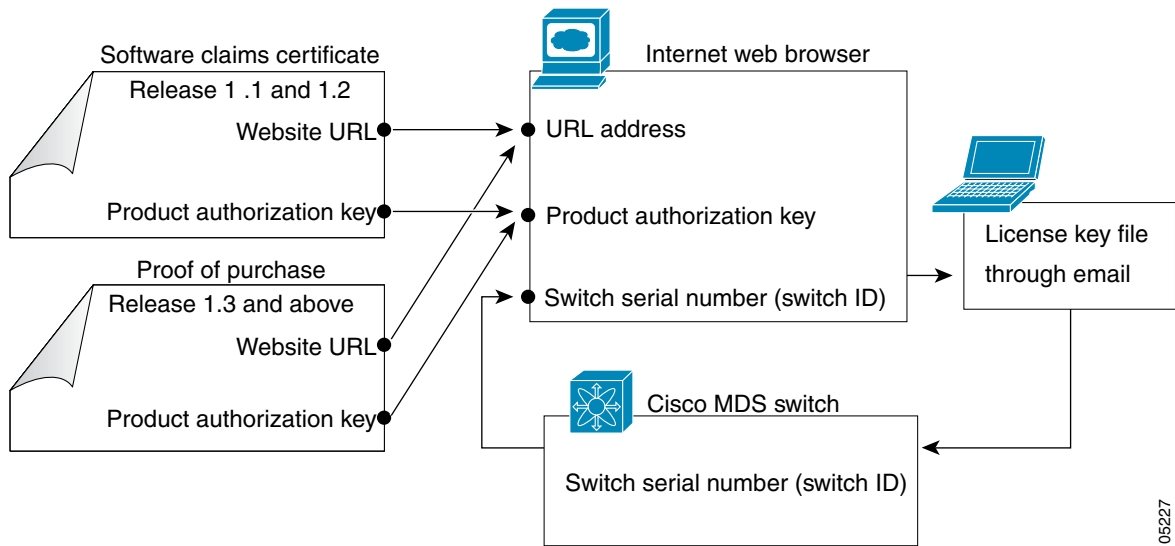 Software claims certificate
Release 1 .1 and 1.2
Website URL
Product authorization key
Proof of purchase
Release 1.3 and above
Website URL
Product authorization key
Internet web browser
URL address
Product authorization key
Switch serial number (switch ID)
License key file
through email
Cisco MDS switch
Switch serial number (switch ID)
05227